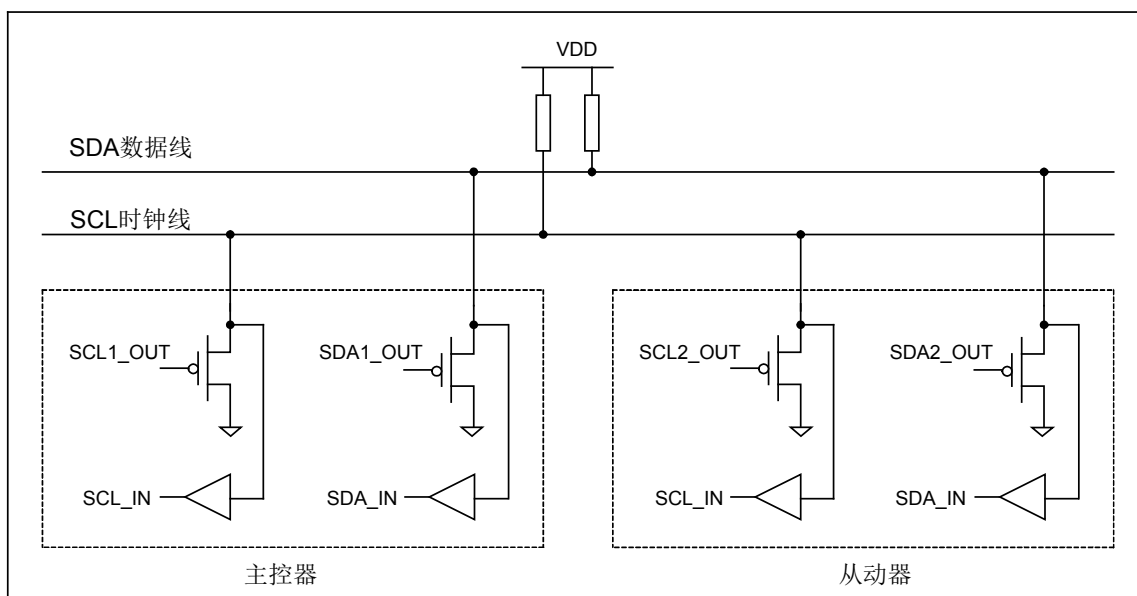 VDD
SDA数据线
SCL时钟线
SCL1_OUT
SDA1_OUT
SCL2_OUT
SDA2_OUT
SCL_IN
SDA_IN
SCL_IN
SDA_IN
主控器
从动器